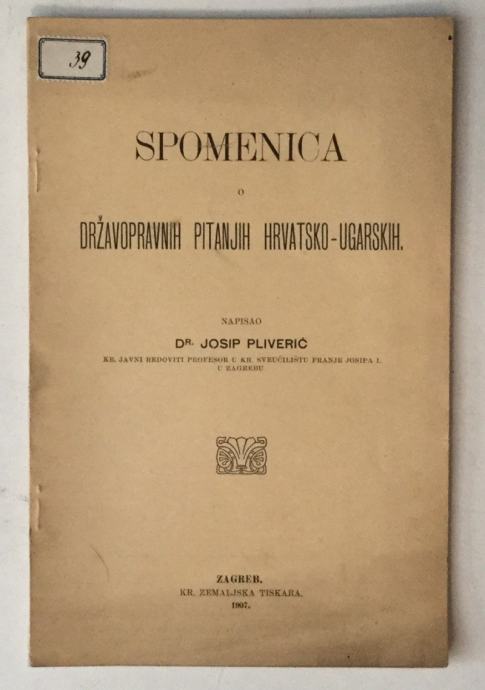 39
SPOMENICA
O
DRŽAVOPRAVNIH PITANJIH HRVATSKO-UGARSKIH.
NAPISAO
DR. JOSIP PLIVERIĆ
KR. JAVNI REDOVITI PROFESOR U KR. SVEUČILIŠTU FRANJE JOSIPA I.
U ZAGREBU
ZAGREB.
KR. ZEMALJSKA TISKARA.
1907.